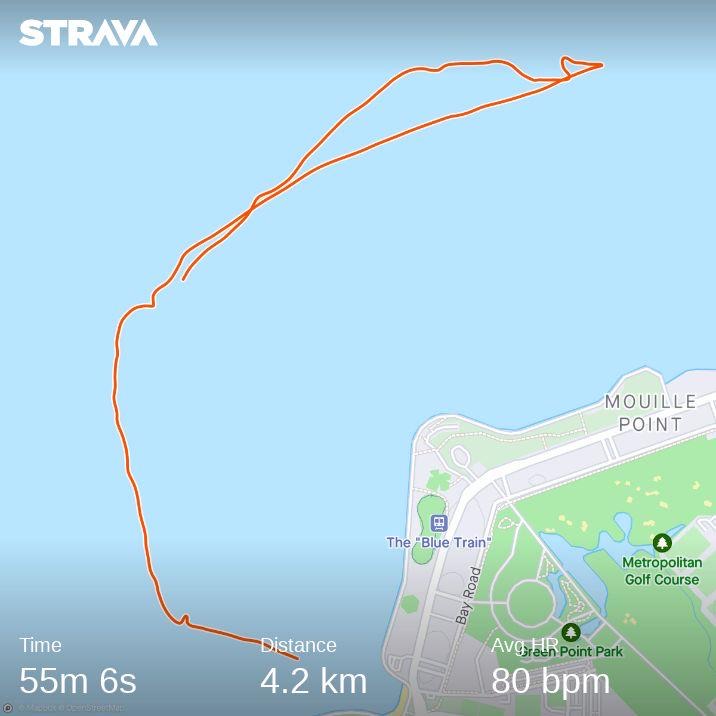 STRAVA
MOUILLE
POINT
The "Blue Train"
Metropolitan
Golf Course
Bay Road
Green Point Park
Time
Distance
Avg HR
55m 6s
4.2 km
80 bpm
© Mapbox © OpenStreetMap